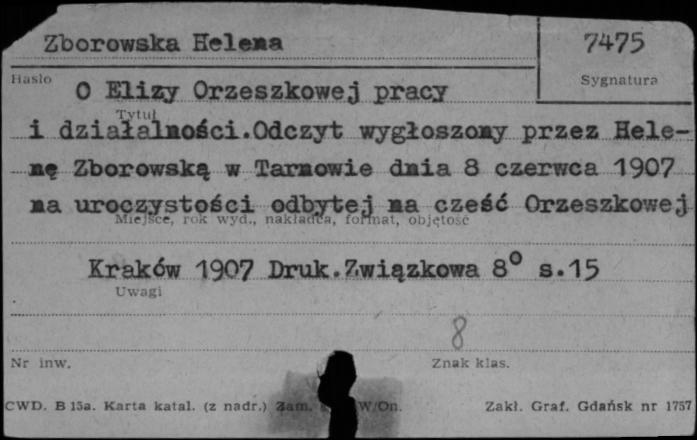 Zborowska Helena
7475
Hasło
Sygnatura
O Elizy Orzeszkowej pracy
Tytuł
i działalności.Odczyt wygłoszony przez Hele-
nę Zborowską w Tarnowie dnia 8 czerwca 1907
na uroczystości odbytej na cześć Orzeszkowej
Miejsce, rok wyd., nakładca, format, objętość
Kraków 1907 Druk.Związkowa 8° s.15
Uwagi
8
Nr inw.
Znak klas.
CWD. B 15a. Karta katal. (z nadr.) Zam. W/On. Zakł. Graf. Gdańsk nr 1757